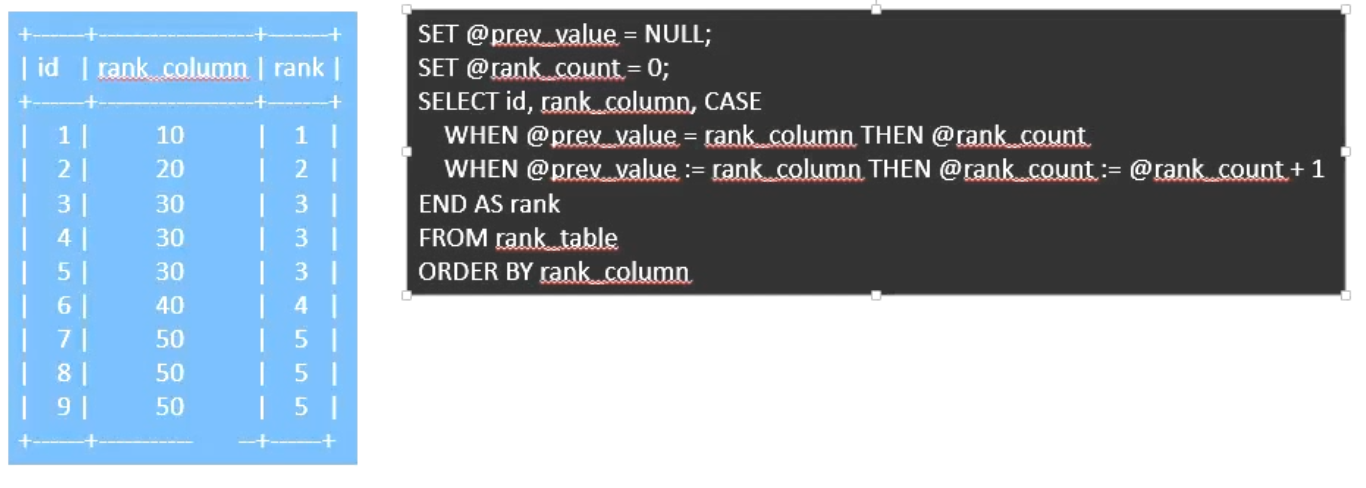 +------+-----------------+------+
| id | rank_column | rank |
+------+-----------------+------+
| 1 | 10 | 1 |
| 2 | 20 | 2 |
| 3 | 30 | 3 |
| 4 | 30 | 3 |
| 5 | 30 | 3 |
| 6 | 40 | 4 |
| 7 | 50 | 5 |
| 8 | 50 | 5 |
| 9 | 50 | 5 |
+------+----------- --+------+
SET @prev_value = NULL;
SET @rank_count = 0;
SELECT id, rank_column, CASE
WHEN @prev_value = rank_column THEN @rank_count
WHEN @prev_value := rank_column THEN @rank_count := @rank_count + 1
END AS rank
FROM rank_table
ORDER BY rank_column